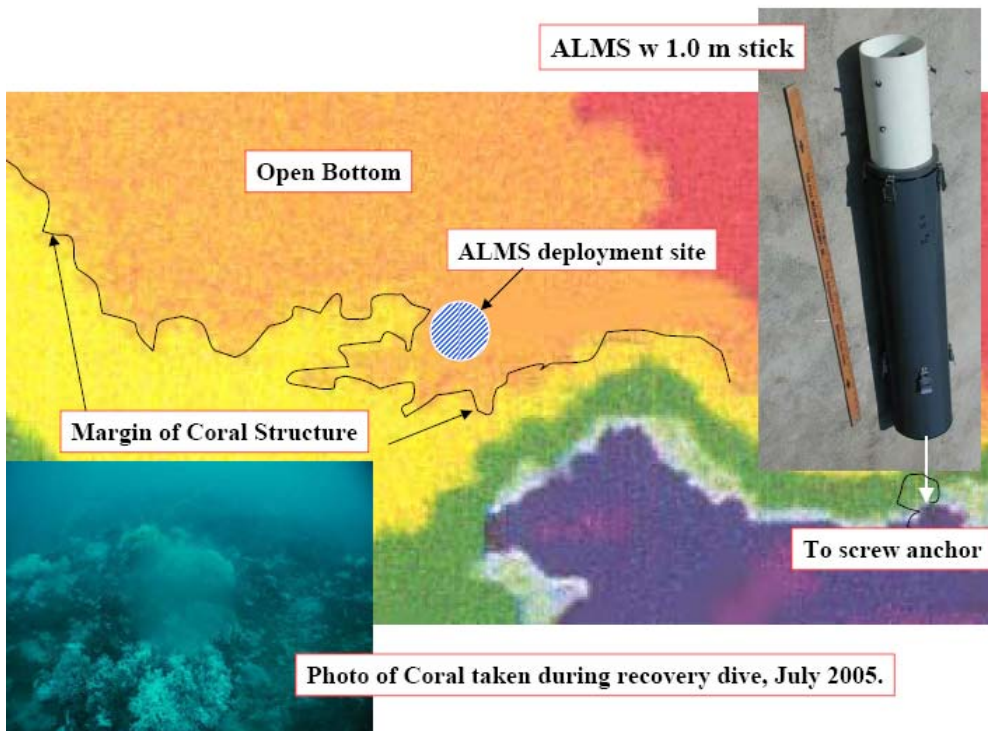 ALMS w 1.0 m stick
Open Bottom
ALMS deployment site
Margin of Coral Structure
To screw anchor
Photo of Coral taken during recovery dive, July 2005.